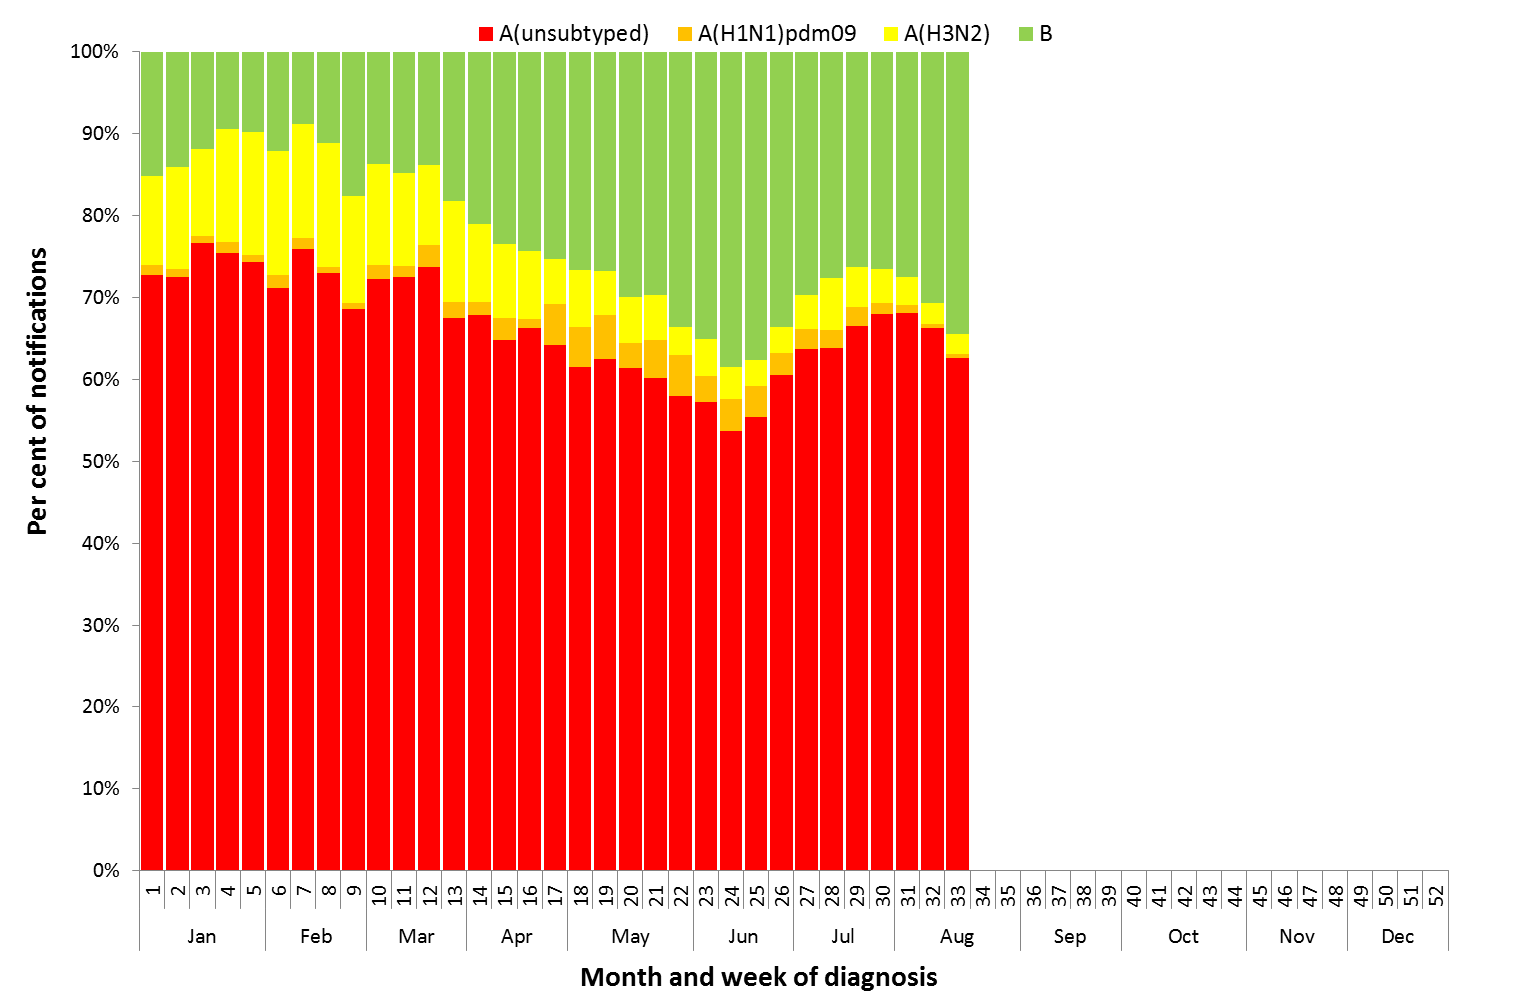 A(unsubtyped) A(H1N1)pdm09 A(H3N2) B
100%
90%
80%
70%
60%
50%
40%
30%
20%
10%
0%
Per cent of notifications
1 2 3 4 5 6 7 8 9 10 11 12 13 14 15 16 17 18 19 20 21 22 23 24 25 26 27 28 29 30 31 32 33 34 35 36 37 38 39 40 41 42 43 44 45 46 47 48 49 50 51 52
Jan Feb Mar Apr May Jun Jul Aug Sep Oct Nov Dec
Month and week of diagnosis